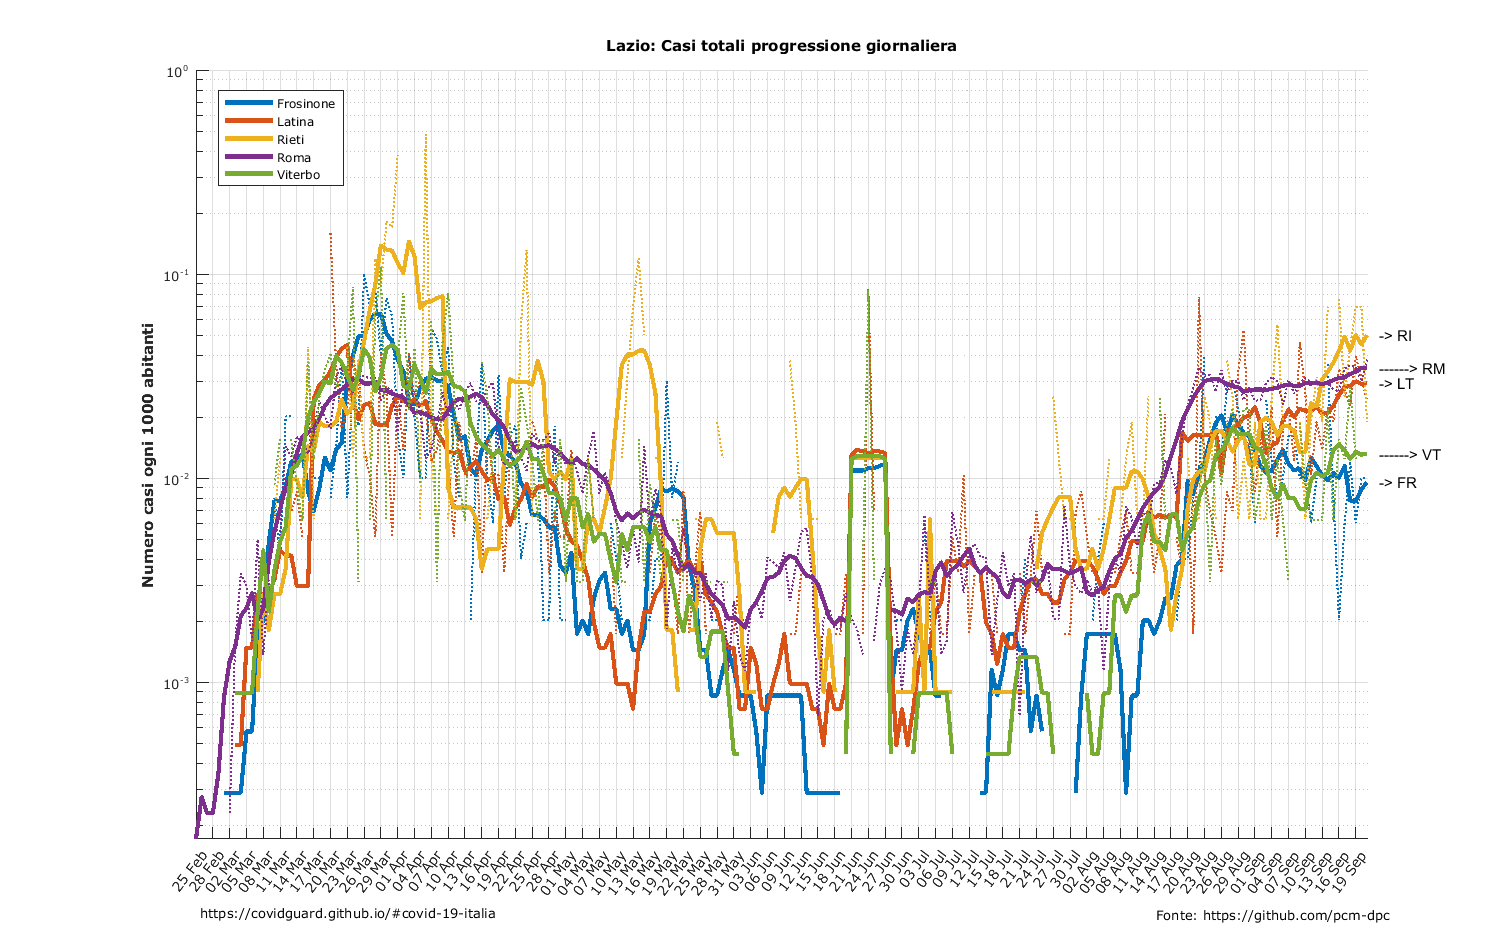 Lazio: Casi totali progressione giornaliera
Numero casi ogni 1000 abitanti
10^0
10^-1
10^-2
10^-3
Frosinone
Latina
Rieti
Roma
Viterbo
-> RI
------> RM
-> LT
------> VT
-> FR
25 Feb
28 Feb
02 Mar
05 Mar
08 Mar
11 Mar
14 Mar
17 Mar
20 Mar
23 Mar
26 Mar
29 Mar
01 Apr
04 Apr
07 Apr
10 Apr
13 Apr
16 Apr
19 Apr
22 Apr
25 Apr
28 Apr
01 May
04 May
07 May
10 May
13 May
16 May
19 May
22 May
25 May
28 May
31 May
03 Jun
06 Jun
09 Jun
12 Jun
15 Jun
18 Jun
21 Jun
24 Jun
27 Jun
30 Jun
03 Jul
06 Jul
09 Jul
12 Jul
15 Jul
18 Jul
21 Jul
24 Jul
27 Jul
30 Jul
02 Aug
05 Aug
08 Aug
11 Aug
14 Aug
17 Aug
20 Aug
23 Aug
26 Aug
29 Aug
01 Sep
04 Sep
07 Sep
10 Sep
13 Sep
16 Sep
19 Sep
https://covidguard.github.io/#covid-19-italia
Fonte: https://github.com/pcm-dpc